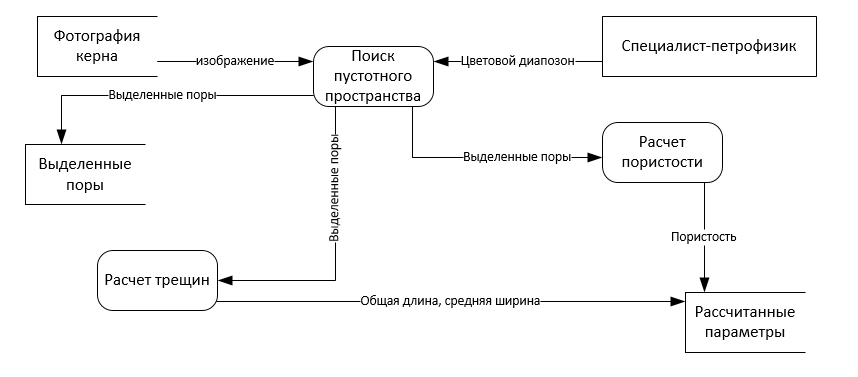 Фотография
керна
изображение
Поиск
пустотного
пространства
Цветовой диапозон
Специалист-петрофизик
Выделенные поры
Выделенные
поры
Выделенные поры
Выделенные поры
Расчет
пористости
Пористость
Расчет трещин
Общая длина, средняя ширина
Рассчитанные
параметры